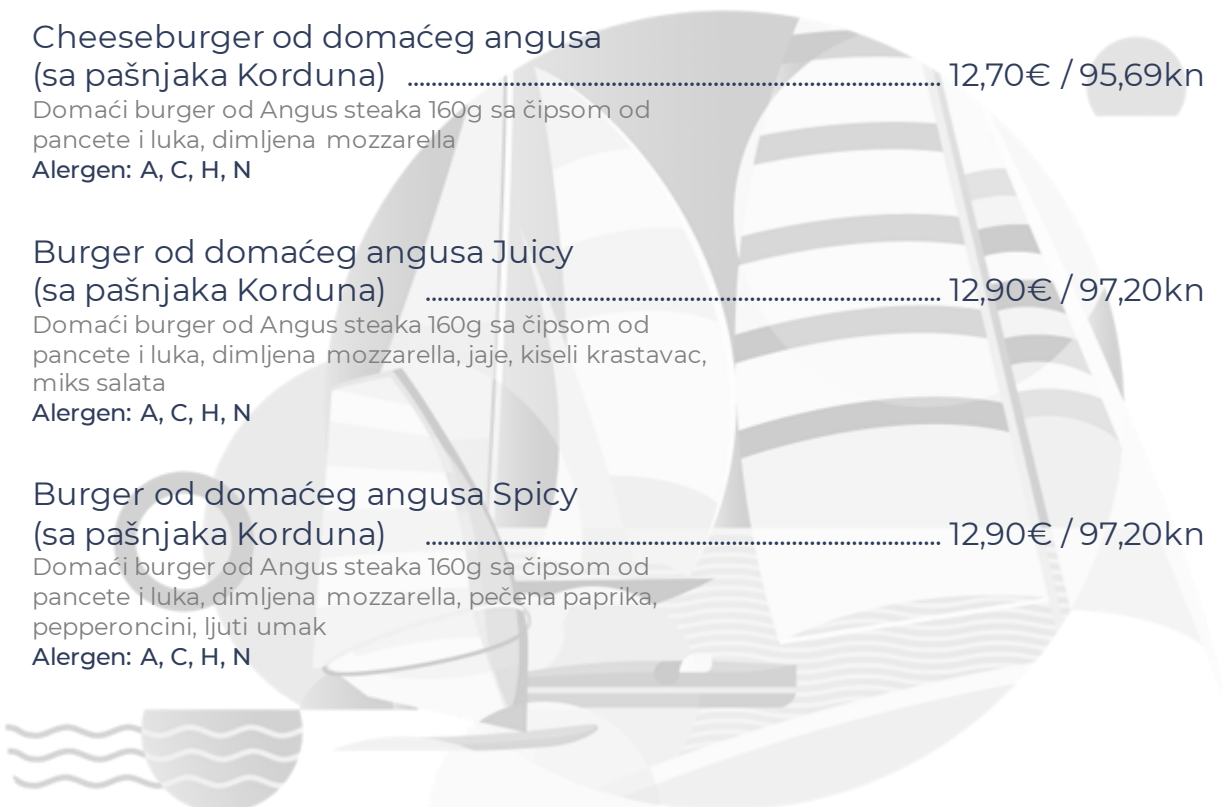 Cheeseburger od domaćeg angusa
(sa pašnjaka Korduna) ........................................................................................ 12,70€ / 95,69kn
Domaći burger od Angus steaka 160g sa čipsom od
pancete i luka, dimljena mozzarella
Alergen: A, C, H, N
Burger od domaćeg angusa Juicy
(sa pašnjaka Korduna) ..................................................................................... 12,90€ / 97,20kn
Domaći burger od Angus steaka 160g sa čipsom od
pancete i luka, dimljena mozzarella, jaje, kiseli krastavac,
miks salata
Alergen: A, C, H, N
Burger od domaćeg angusa Spicy
(sa pašnjaka Korduna) ..................................................................................... 12,90€ / 97,20kn
Domaći burger od Angus steaka 160g sa čipsom od
pancete i luka, dimljena mozzarella, pečena paprika,
pepperoncini, ljuti umak
Alergen: A, C, H, N